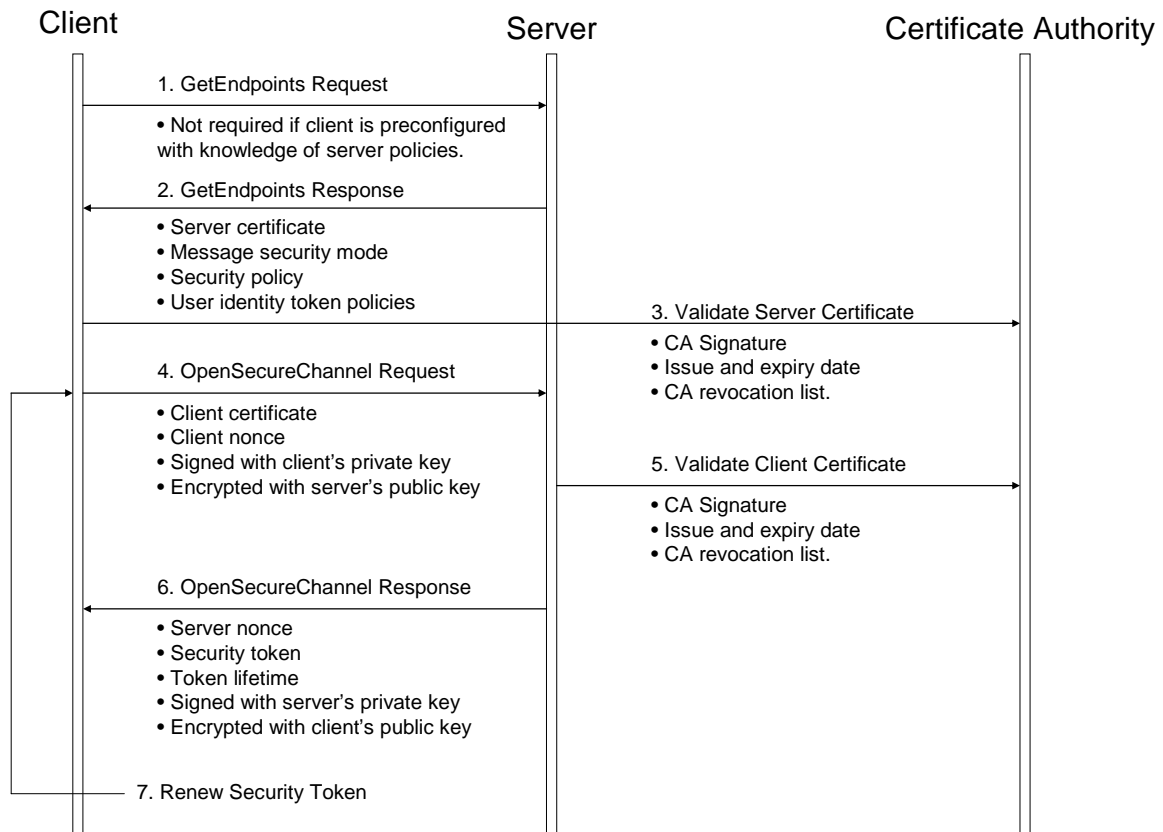 Client
Server
Certificate Authority
1. GetEndpoints Request
• Not required if client is preconfigured
with knowledge of server policies.
2. GetEndpoints Response
• Server certificate
• Message security mode
• Security policy
• User identity token policies
3. Validate Server Certificate
• CA Signature
• Issue and expiry date
• CA revocation list.
4. OpenSecureChannel Request
• Client certificate
• Client nonce
• Signed with client's private key
• Encrypted with server's public key
5. Validate Client Certificate
• CA Signature
• Issue and expiry date
• CA revocation list.
6. OpenSecureChannel Response
• Server nonce
• Security token
• Token lifetime
• Signed with server's private key
• Encrypted with client's public key
7. Renew Security Token